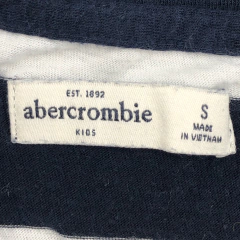 EST. 1892
abercrombie
KIDS
S
MADE
IN VIETNAM